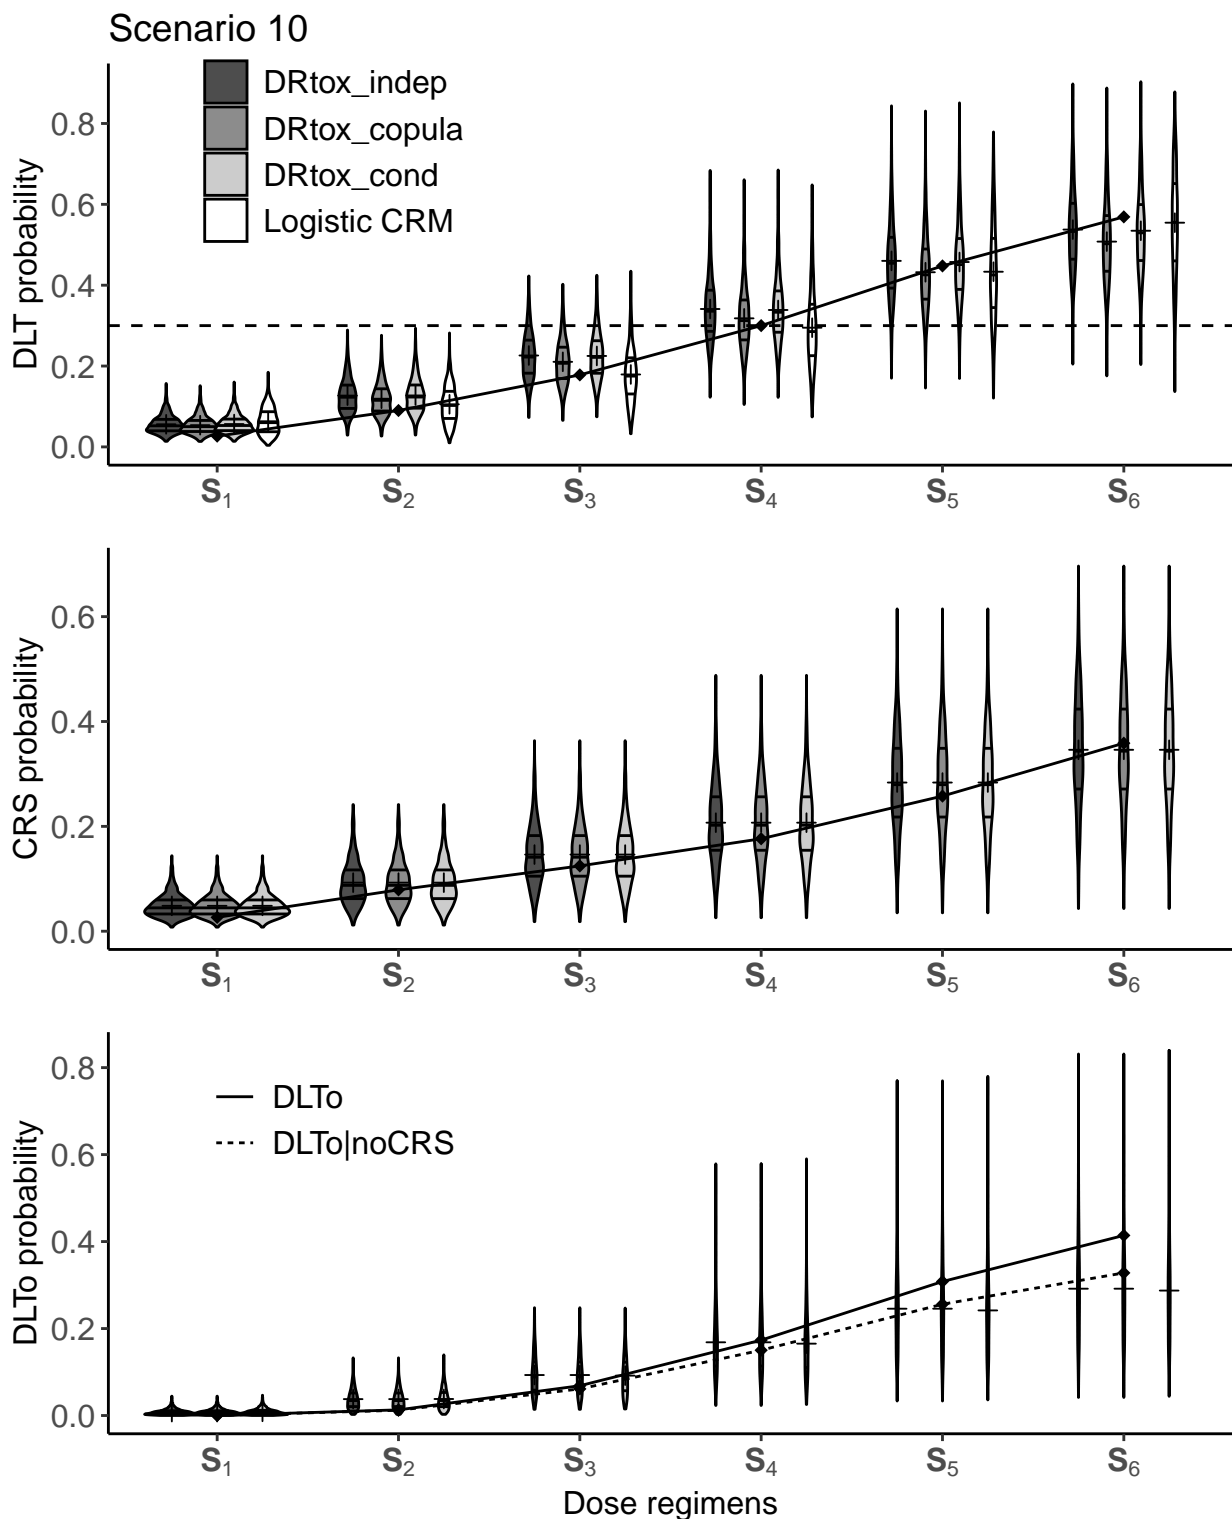 Scenario 10
DRtox_indep
DRtox_copula
DRtox_cond
Logistic CRM
DLT probability
0.8
0.6
0.4
0.2
0.0
S1 S2 S3 S4 S5 S6
CRS probability
0.6
0.4
0.2
0.0
S1 S2 S3 S4 S5 S6
DLTo probability
0.8
0.6
0.4
0.2
0.0
DLTo
DLTo|noCRS
S1 S2 S3 S4 S5 S6
Dose regimens